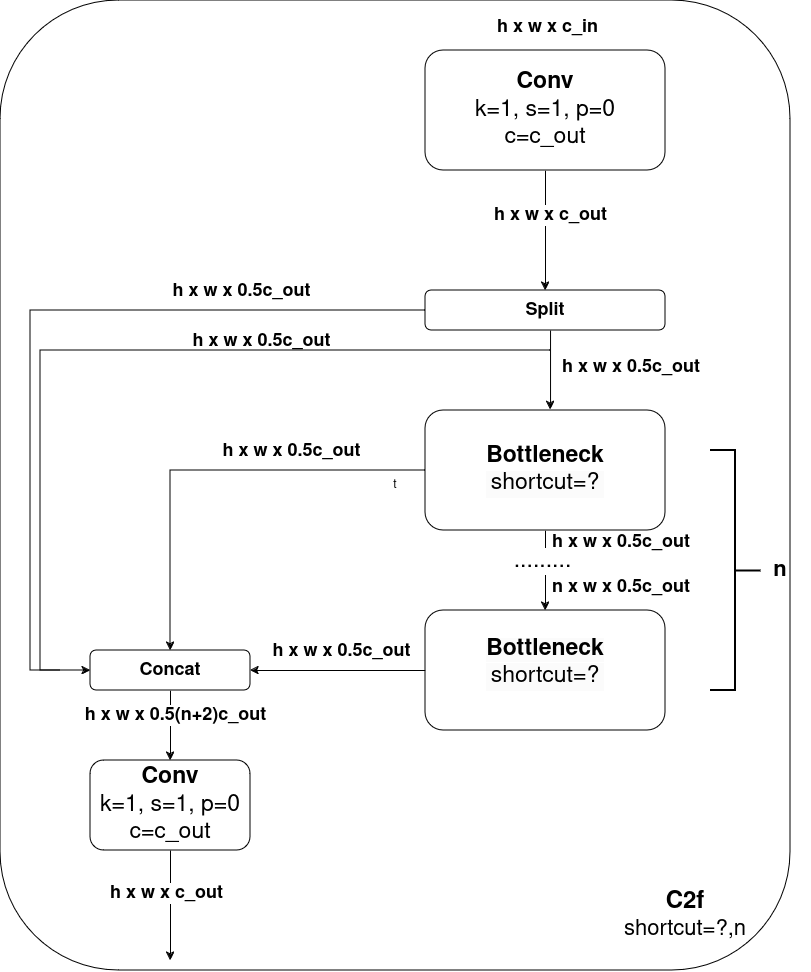 h x w x c_in
Conv
k=1, s=1, p=0
c=c_out
h x w x c_out
h x w x 0.5c_out
Split
h x w x 0.5c_out
h x w x 0.5c_out
h x w x 0.5c_out
Bottleneck
shortcut=?
t
h x w x 0.5c_out
.........
n
n x w x 0.5c_out
h x w x 0.5c_out
Bottleneck
shortcut=?
Concat
h x w x 0.5(n+2)c_out
Conv
k=1, s=1, p=0
c=c_out
h x w x c_out
C2f
shortcut=?,n